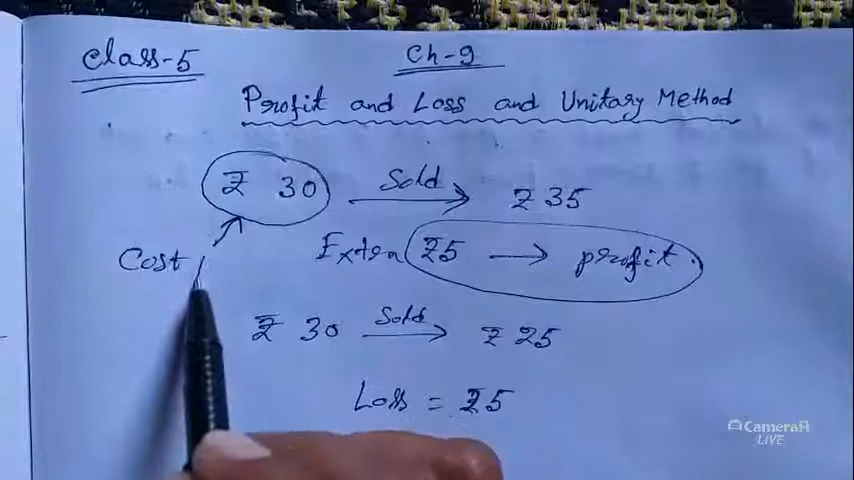 Class-5 Ch-9
Profit and Loss and Unitary Method
₹ 30 Sold → ₹ 35
Cost Extra ₹5 → profit.
₹ 30 Sold → ₹ 25
Loss = ₹5
CameraFi
LIVE